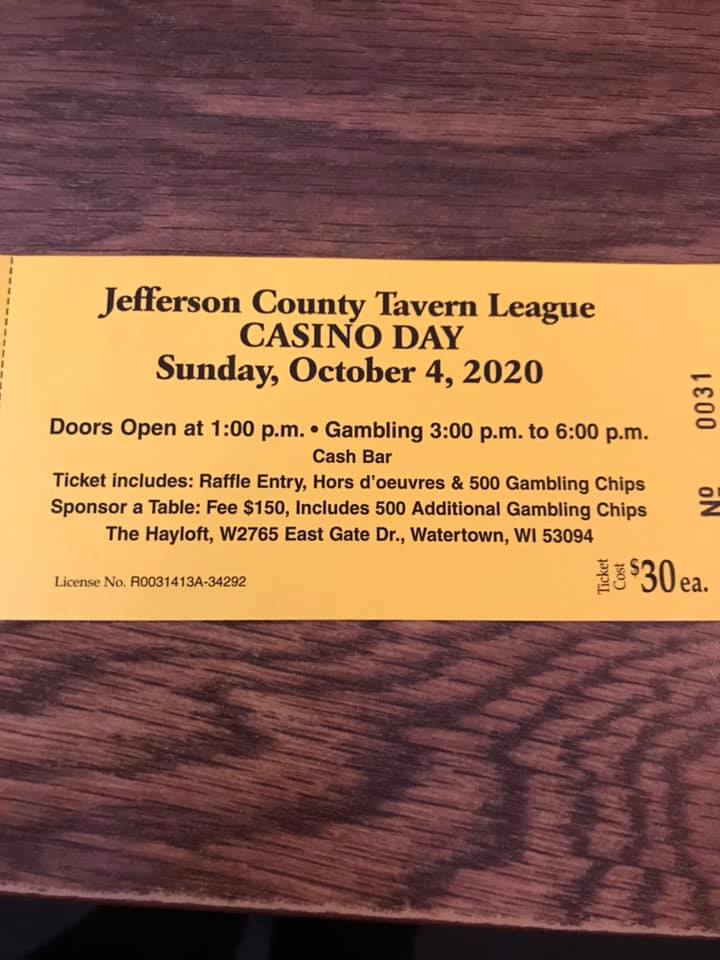 Jefferson County Tavern League
CASINO DAY
Sunday, October 4, 2020
Doors Open at 1:00 p.m. • Gambling 3:00 p.m. to 6:00 p.m.
Cash Bar
Ticket includes: Raffle Entry, Hors d'oeuvres & 500 Gambling Chips
Sponsor a Table: Fee $150, Includes 500 Additional Gambling Chips
The Hayloft, W2765 East Gate Dr., Watertown, WI 53094
License No. R0031413A-34292
Ticket Cost $30 ea.
Nº 0031